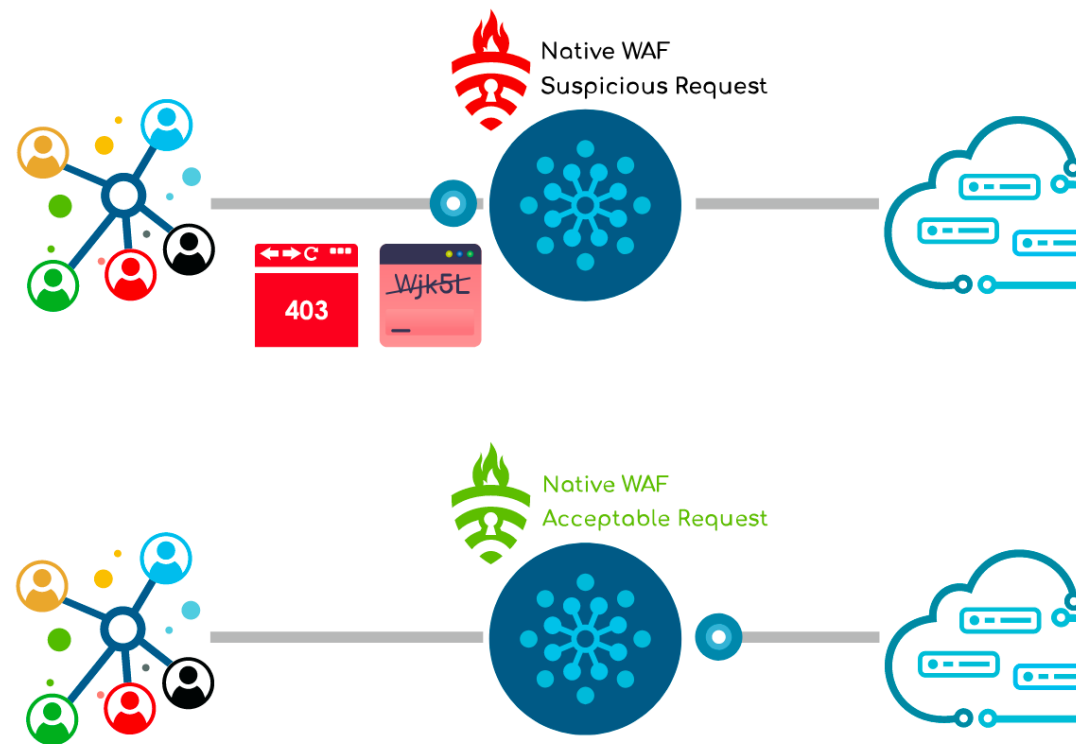 Native WAF
Suspicious Request
403
Wjk5L
Native WAF
Acceptable Request